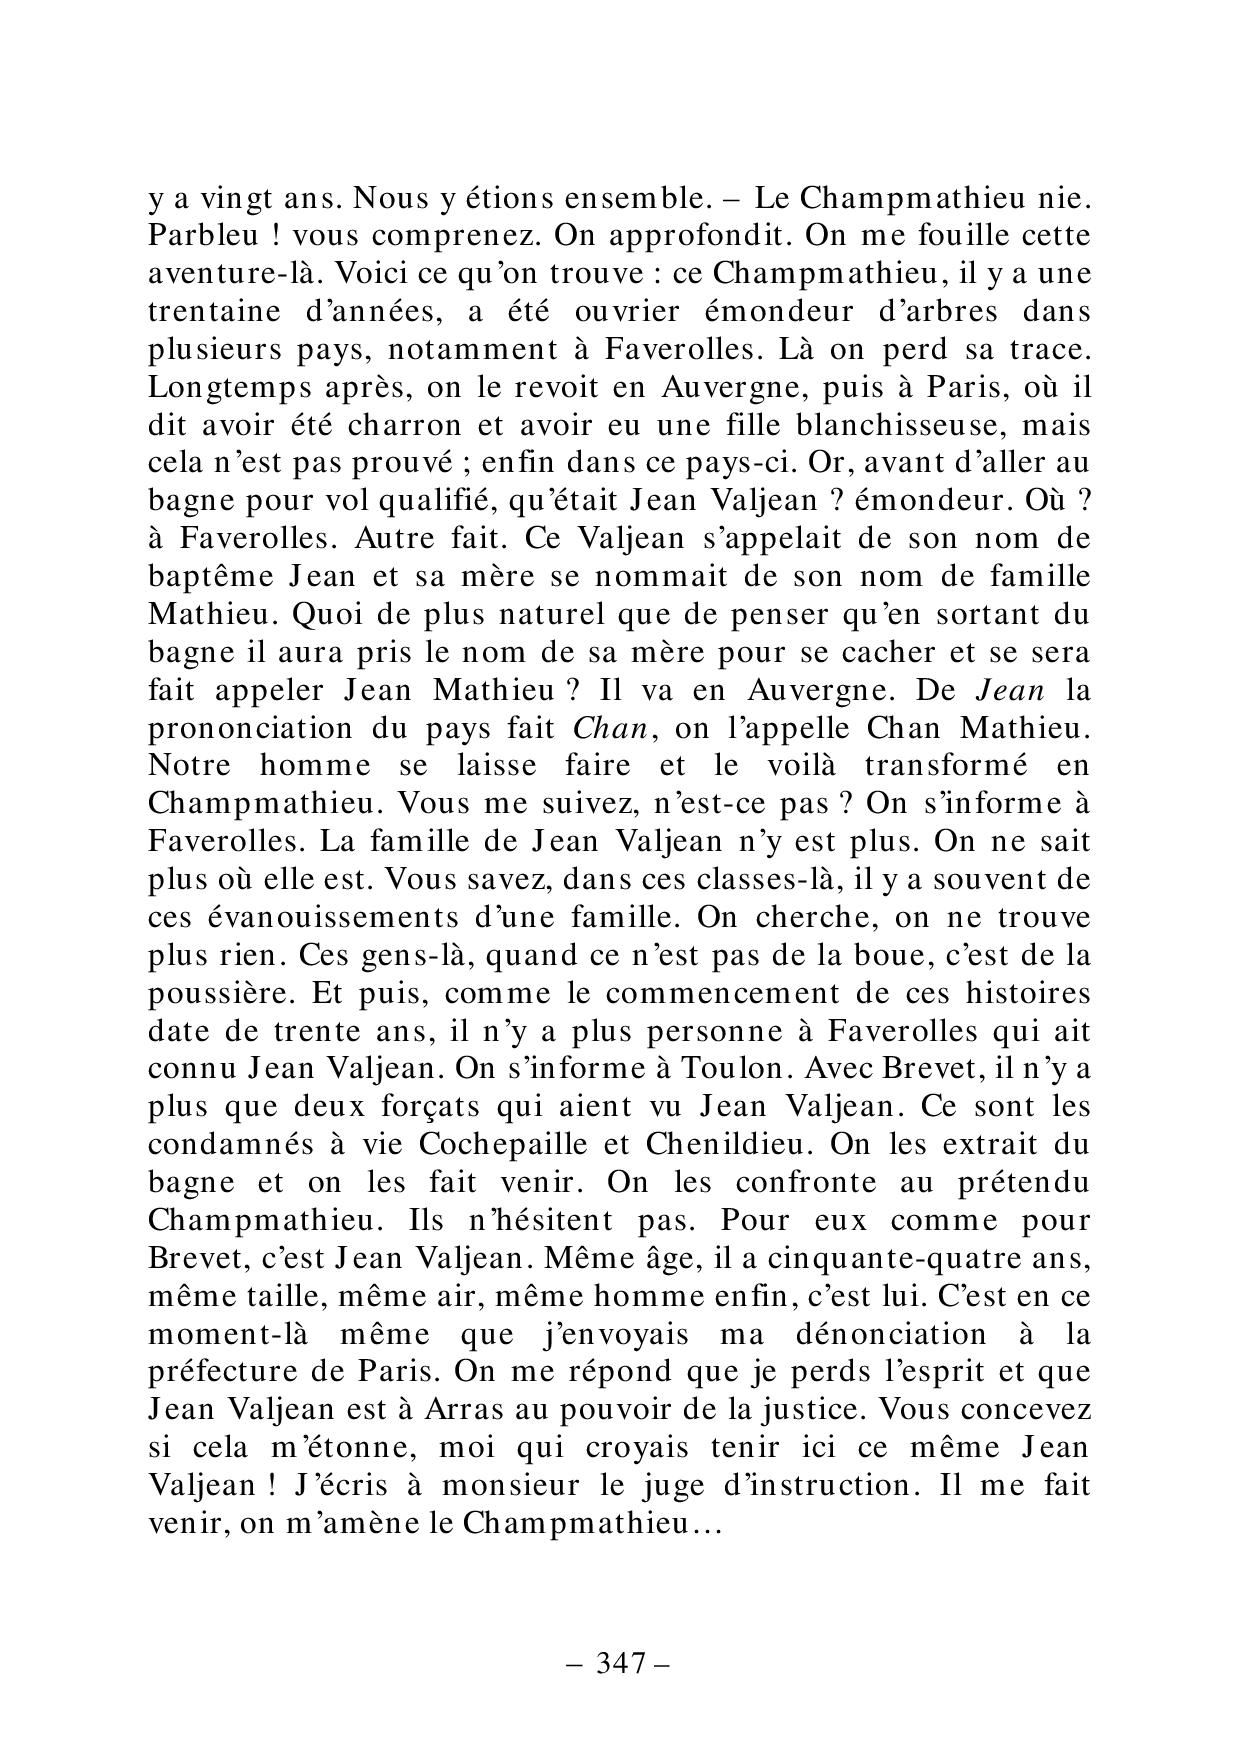 y a vingt ans. Nous y étions ensemble. – Le Champmathieu nie.
Parbleu ! vous comprenez. On approfondit. On me fouille cette
aventure-là. Voici ce qu’on trouve : ce Champmathieu, il y a une
trentaine d’années, a été ouvrier émondeur d’arbres dans
plusieurs pays, notamment à Faverolles. Là on perd sa trace.
Longtemps après, on le revoit en Auvergne, puis à Paris, où il
dit avoir été charron et avoir eu une fille blanchisseuse, mais
cela n’est pas prouvé ; enfin dans ce pays-ci. Or, avant d’aller au
bagne pour vol qualifié, qu’était Jean Valjean ? émondeur. Où ?
à Faverolles. Autre fait. Ce Valjean s’appelait de son nom de
baptême Jean et sa mère se nommait de son nom de famille
Mathieu. Quoi de plus naturel que de penser qu’en sortant du
bagne il aura pris le nom de sa mère pour se cacher et se sera
fait appeler Jean Mathieu ? Il va en Auvergne. De Jean la
prononciation du pays fait Chan, on l’appelle Chan Mathieu.
Notre homme se laisse faire et le voilà transformé en
Champmathieu. Vous me suivez, n’est-ce pas ? On s’informe à
Faverolles. La famille de Jean Valjean n’y est plus. On ne sait
plus où elle est. Vous savez, dans ces classes-là, il y a souvent de
ces évanouissements d’une famille. On cherche, on ne trouve
plus rien. Ces gens-là, quand ce n’est pas de la boue, c’est de la
poussière. Et puis, comme le commencement de ces histoires
date de trente ans, il n’y a plus personne à Faverolles qui ait
connu Jean Valjean. On s’informe à Toulon. Avec Brevet, il n’y a
plus que deux forçats qui aient vu Jean Valjean. Ce sont les
condamnés à vie Cochepaille et Chenildieu. On les extrait du
bagne et on les fait venir. On les confronte au prétendu
Champmathieu. Ils n’hésitent pas. Pour eux comme pour
Brevet, c’est Jean Valjean. Même âge, il a cinquante-quatre ans,
même taille, même air, même homme enfin, c’est lui. C’est en ce
moment-là même que j’envoyais ma dénonciation à la
préfecture de Paris. On me répond que je perds l’esprit et que
Jean Valjean est à Arras au pouvoir de la justice. Vous concevez
si cela m’étonne, moi qui croyais tenir ici ce même Jean
Valjean ! J’écris à monsieur le juge d’instruction. Il me fait
venir, on m’amène le Champmathieu…
– 347 –